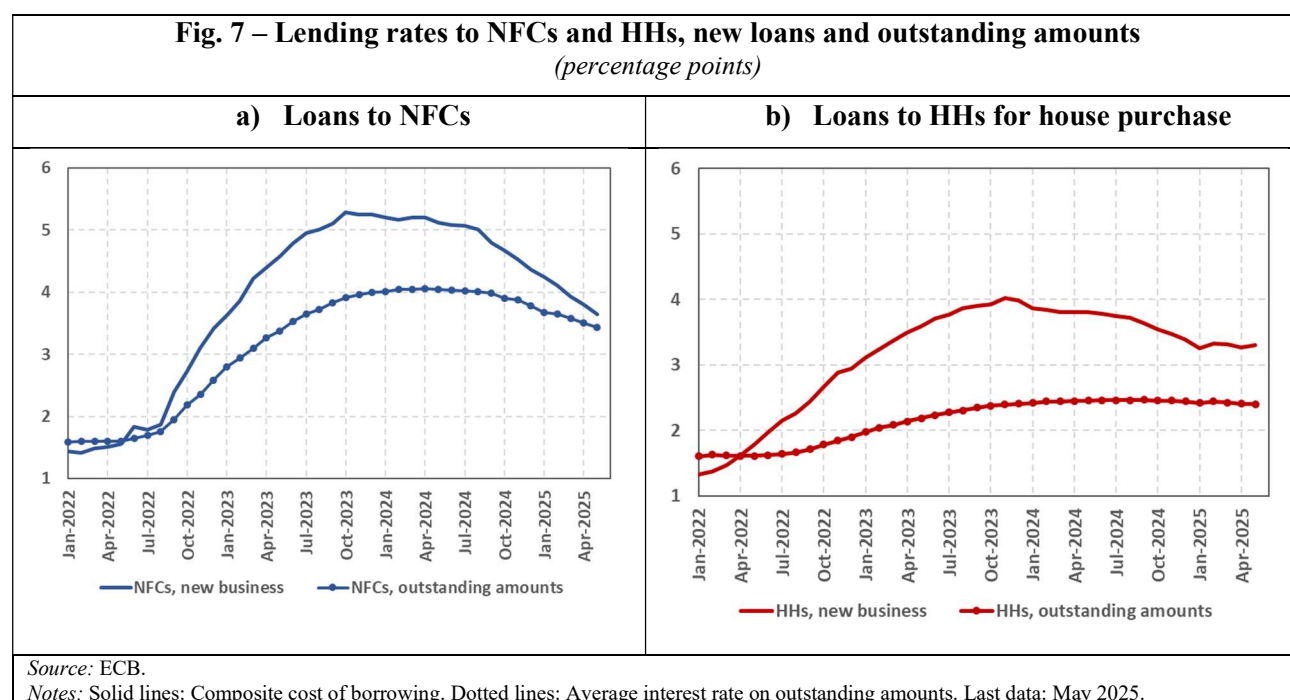 Fig. 7 – Lending rates to NFCs and HHs, new loans and outstanding amounts
(percentage points)
a) Loans to NFCs
6
5
4
3
2
1
Jan-2022
Apr-2022
Jul-2022
Oct-2022
Jan-2023
Apr-2023
Jul-2023
Oct-2023
Jan-2024
Apr-2024
Jul-2024
Oct-2024
Jan-2025
Apr-2025
NFCs, new business
NFCs, outstanding amounts
b) Loans to HHs for house purchase
6
5
4
3
2
1
Jan-2022
Apr-2022
Jul-2022
Oct-2022
Jan-2023
Apr-2023
Jul-2023
Oct-2023
Jan-2024
Apr-2024
Jul-2024
Oct-2024
Jan-2025
Apr-2025
HHs, new business
HHs, outstanding amounts
Source: ECB.
Notes: Solid lines: Composite cost of borrowing. Dotted lines: Average interest rate on outstanding amounts. Last data: May 2025.